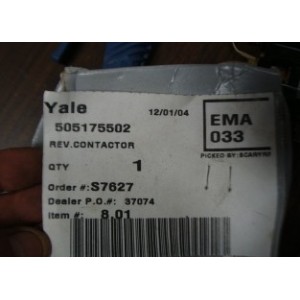 Yale 12/01/04
EMA
033
505175502
REV.CONTACTOR
PICKED BY:
QTY 1
Order #:S7627
Dealer P.O.#: 37074
Item #: 8.01